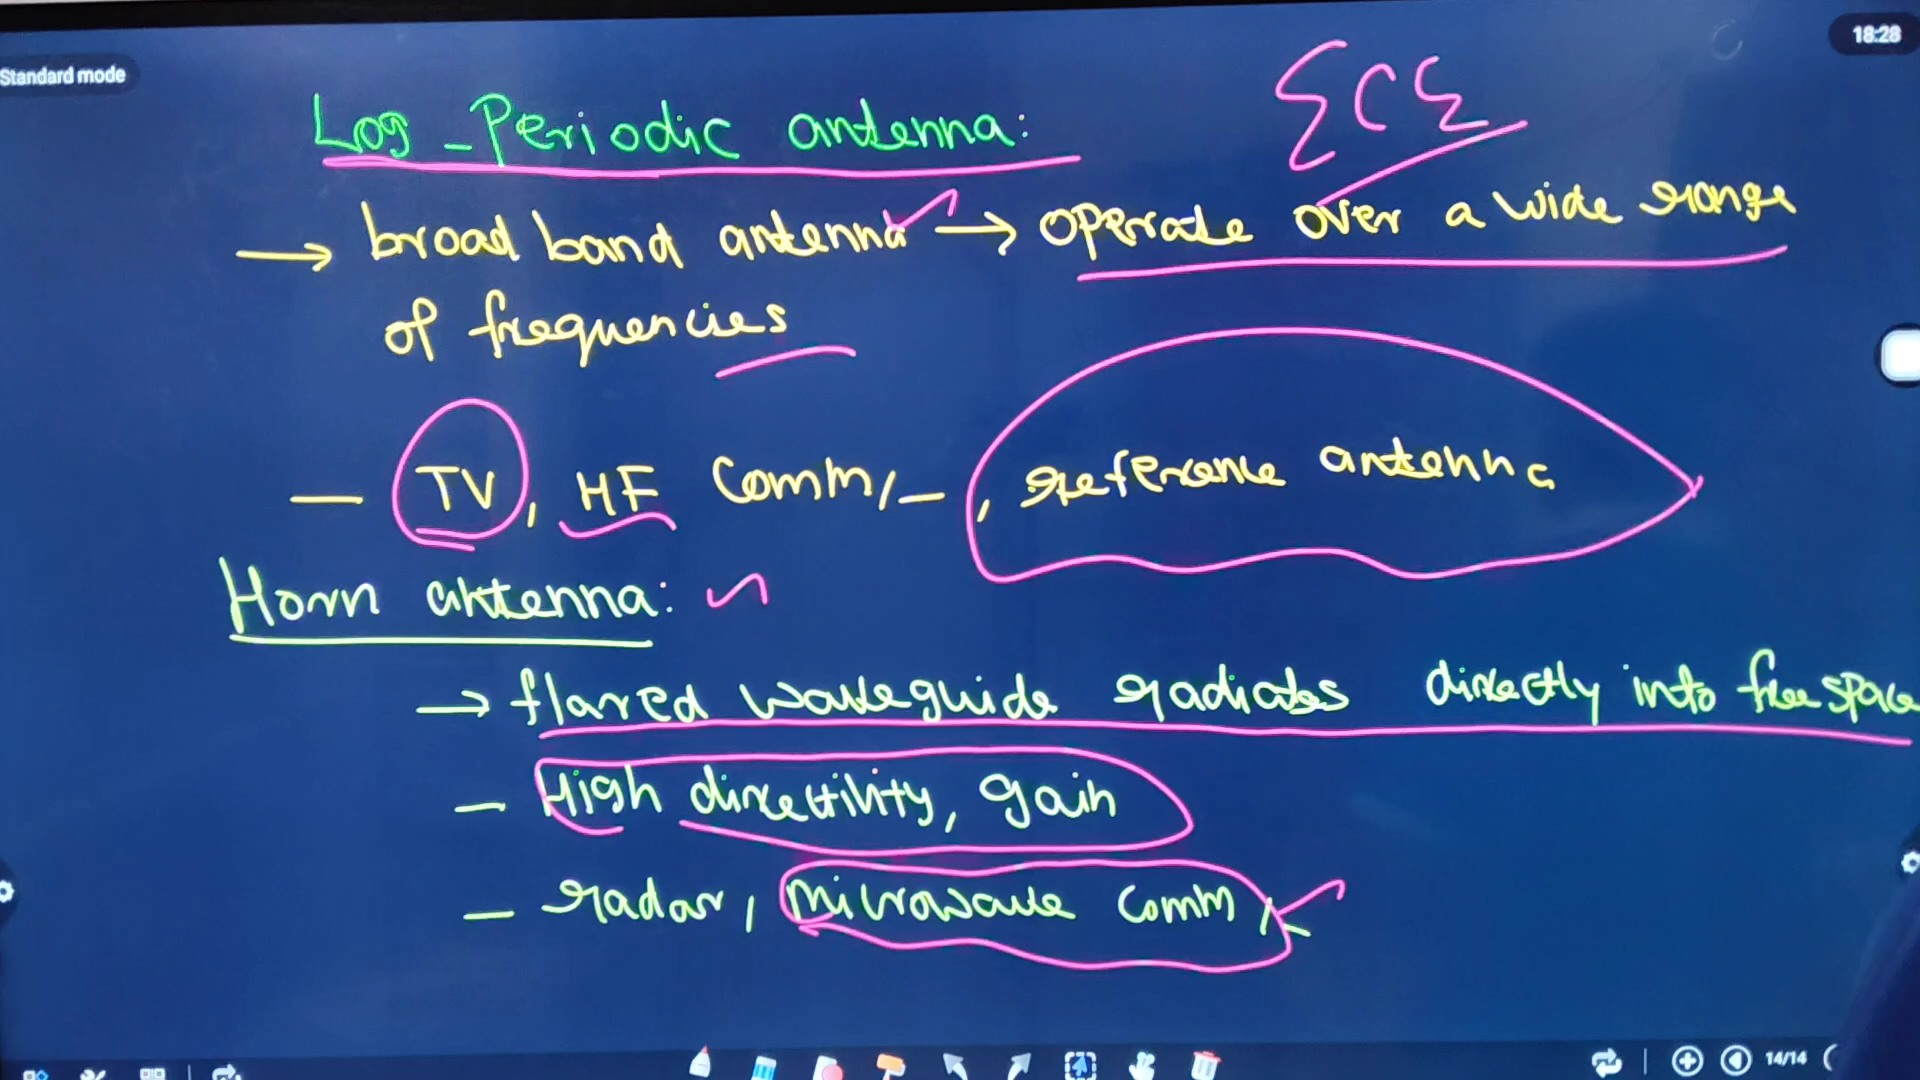 18:28
Standard mode
ECE
Log-Periodic antenna:
→ broad band antenna → operate over a wide range
of frequencies
— TV, HF Comm/—, reference antenna
Horn antenna:
→ flared waveguide radiates directly into free space
— High directivity, gain
— radar, microwave comm/—
14/14